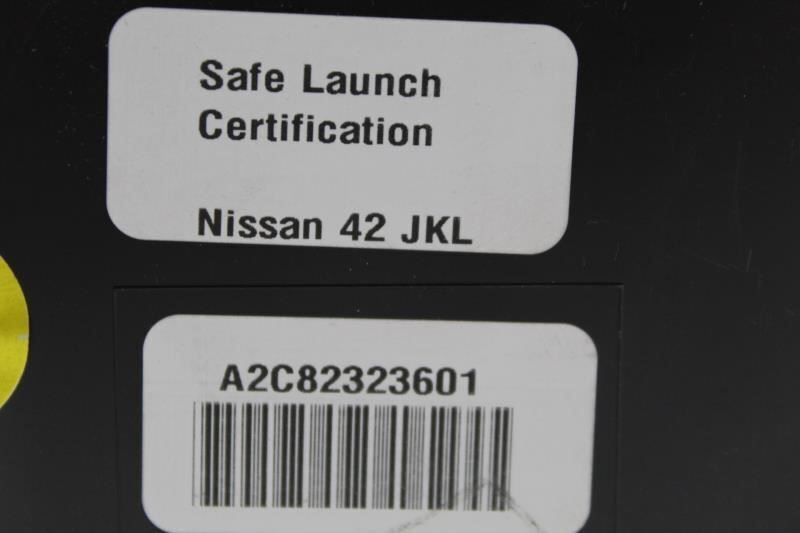 Safe Launch
Certification
Nissan 42 JKL
A2C82323601